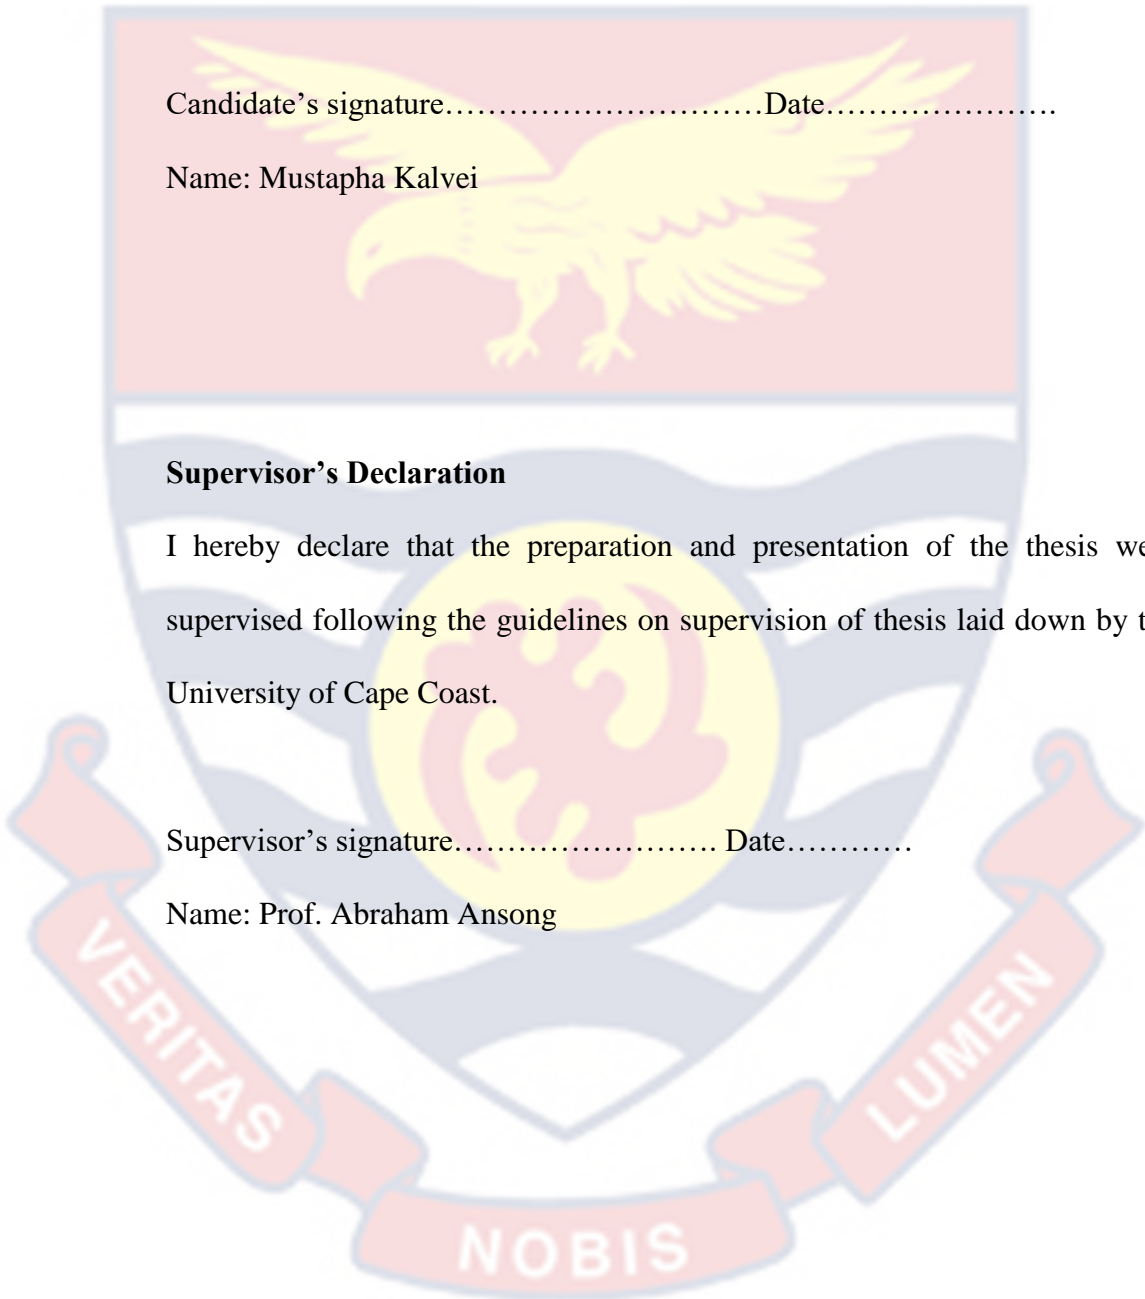 Candidate’s signature…………………………Date………………….
Name: Mustapha Kalvei
Supervisor’s Declaration
I hereby declare that the preparation and presentation of the thesis we
supervised following the guidelines on supervision of thesis laid down by t
University of Cape Coast.
Supervisor’s signature……………………. Date…………
Name: Prof. Abraham Ansong
VERITAS
NOBIS
LUMEN